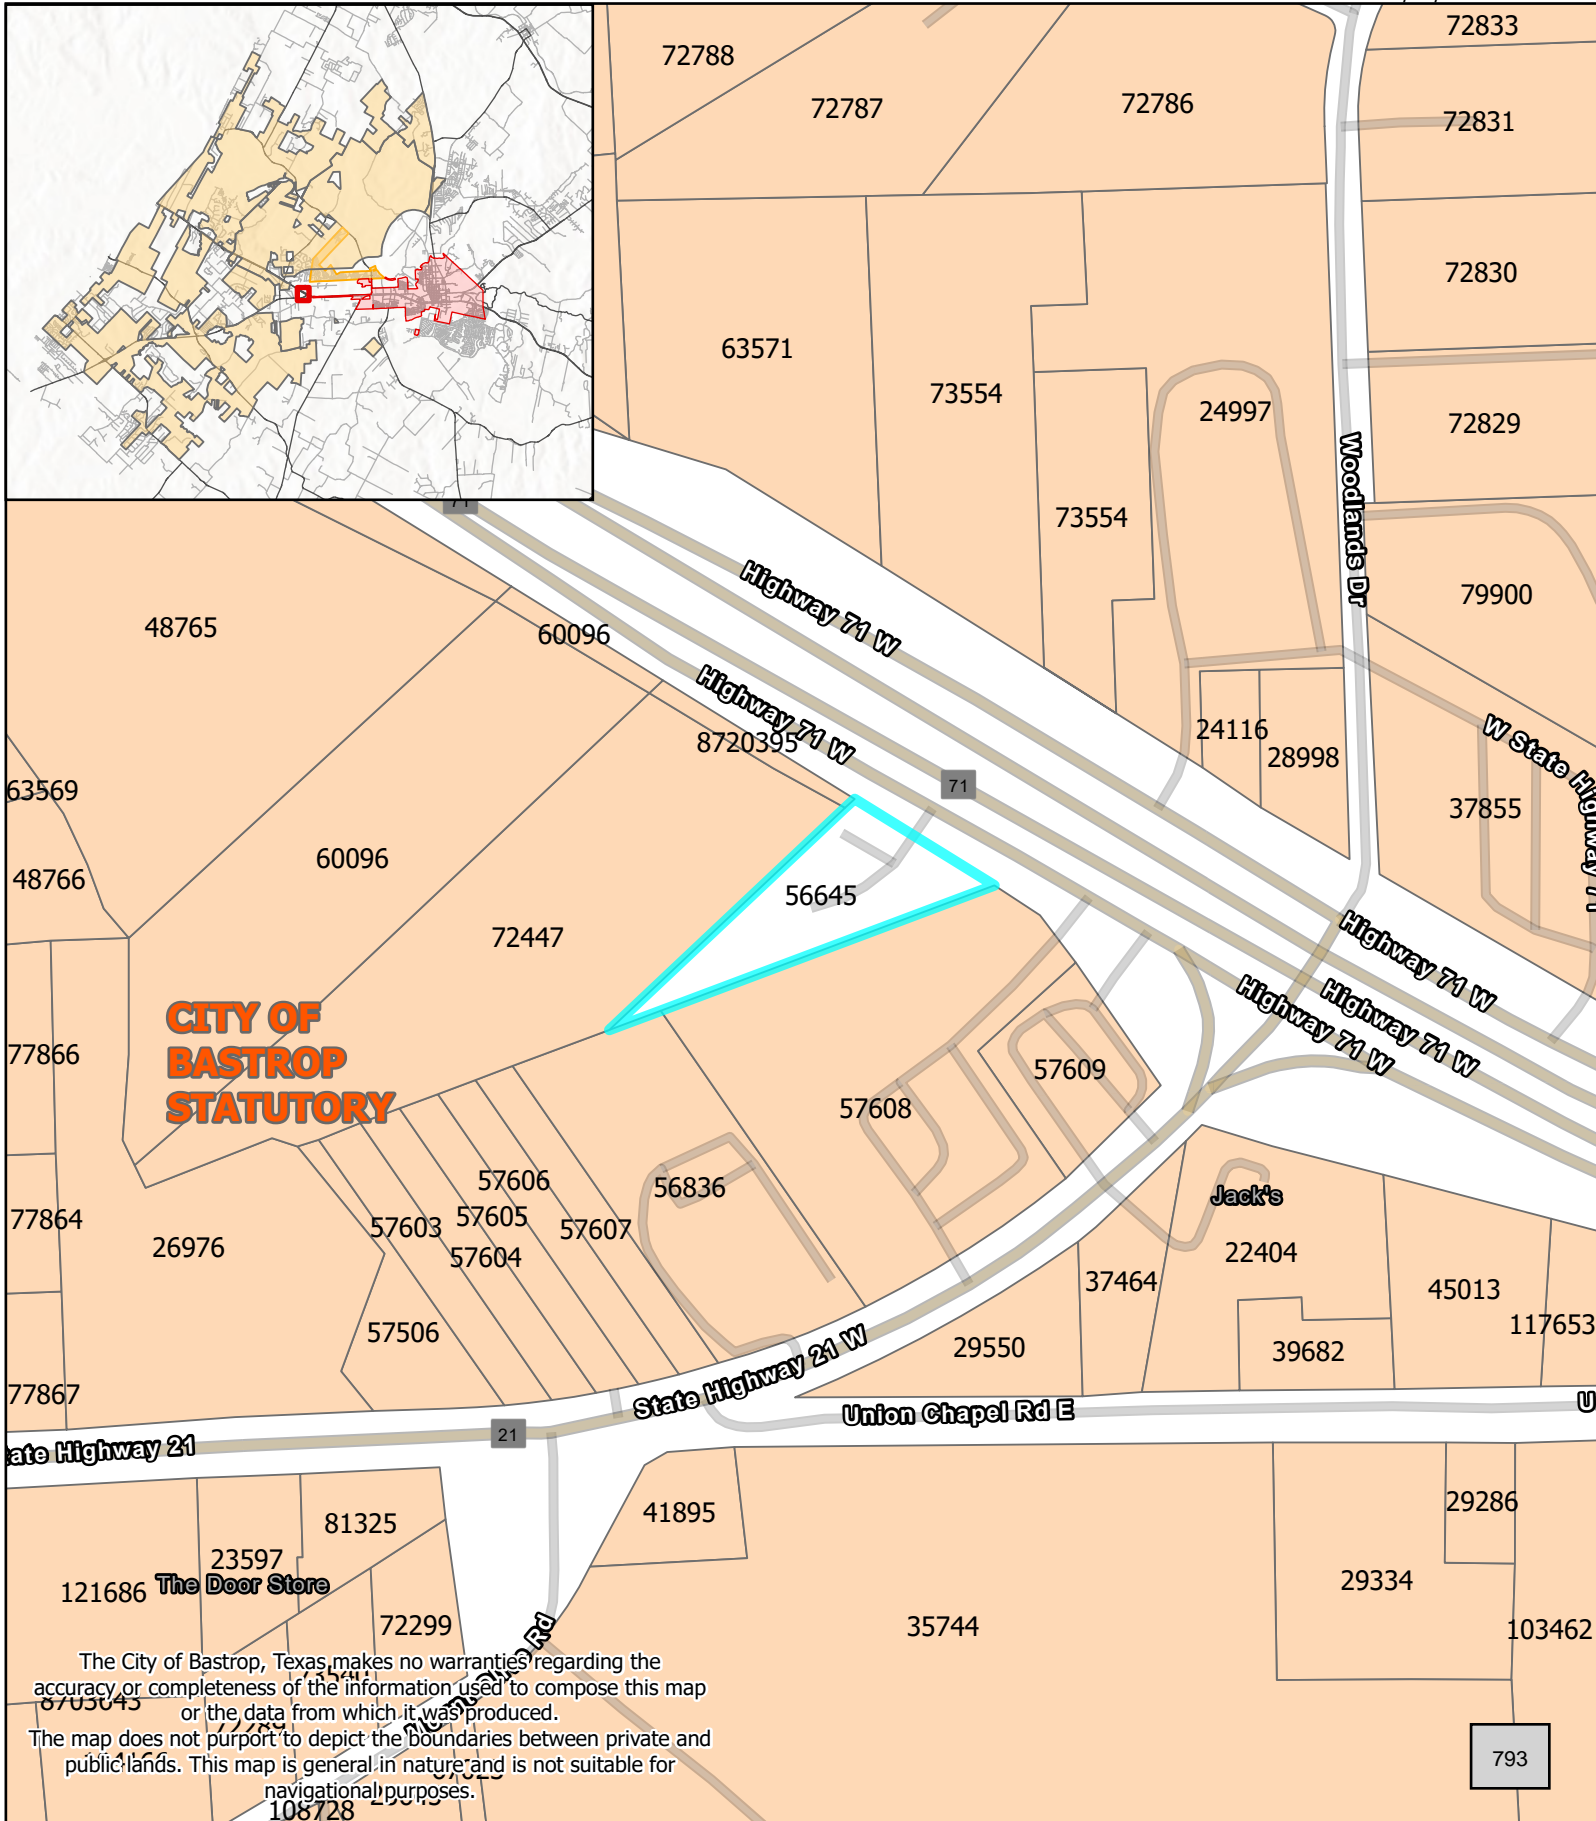 72833
72788
72787
72786
72831
72830
63571
73554
24997
72829
Woodlands Dr
71
73554
Highway 71 W
79900
48765
60096
Highway 71 W
24116
W State Highway 71
8720395
28998
71
63569
37855
60096
48766
56645
72447
Highway 71 W
Highway 71 W
Highway 71 W
CITY OF
BASTROP
STATUTORY
77866
57609
57608
57606
56836
Jack's
77864
57605
57603
57607
26976
57604
22404
37464
45013
57506
117653
29550
39682
State Highway 21 W
77867
Union Chapel Rd E
U
21
tate Highway 21
41895
29286
81325
23597
29334
121686
The Door Store
72299
35744
103462
The City of Bastrop, Texas makes no warranties regarding the
accuracy or completeness of the information used to compose this map
or the data from which it was produced.
The map does not purport to depict the boundaries between private and
public lands. This map is general in nature and is not suitable for
navigational purposes.
8703643
108728
793